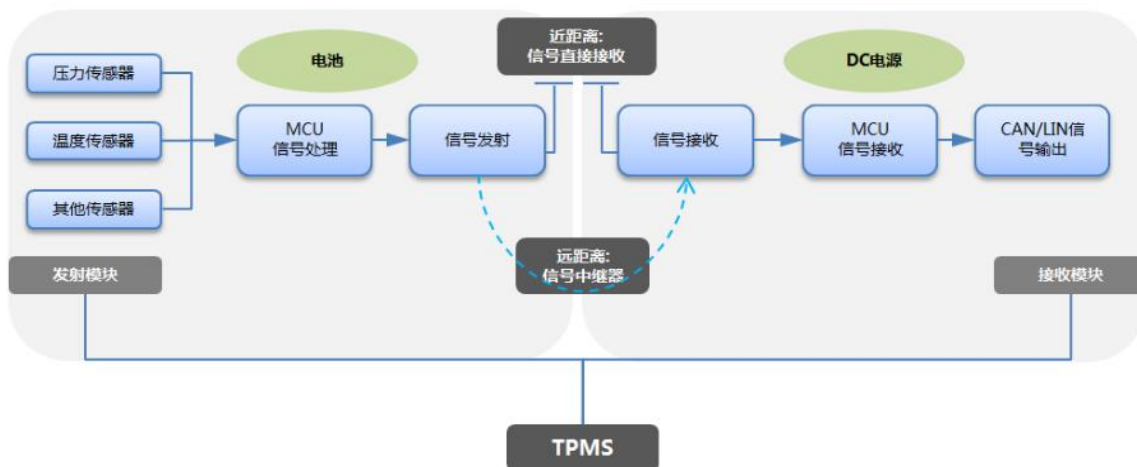 近距离:
信号直接接收
电池
DC电源
压力传感器
温度传感器
其他传感器
MCU
信号处理
信号发射
信号接收
MCU
信号接收
CAN/LIN信
号输出
远距离:
信号中继器
发射模块
接收模块
TPMS